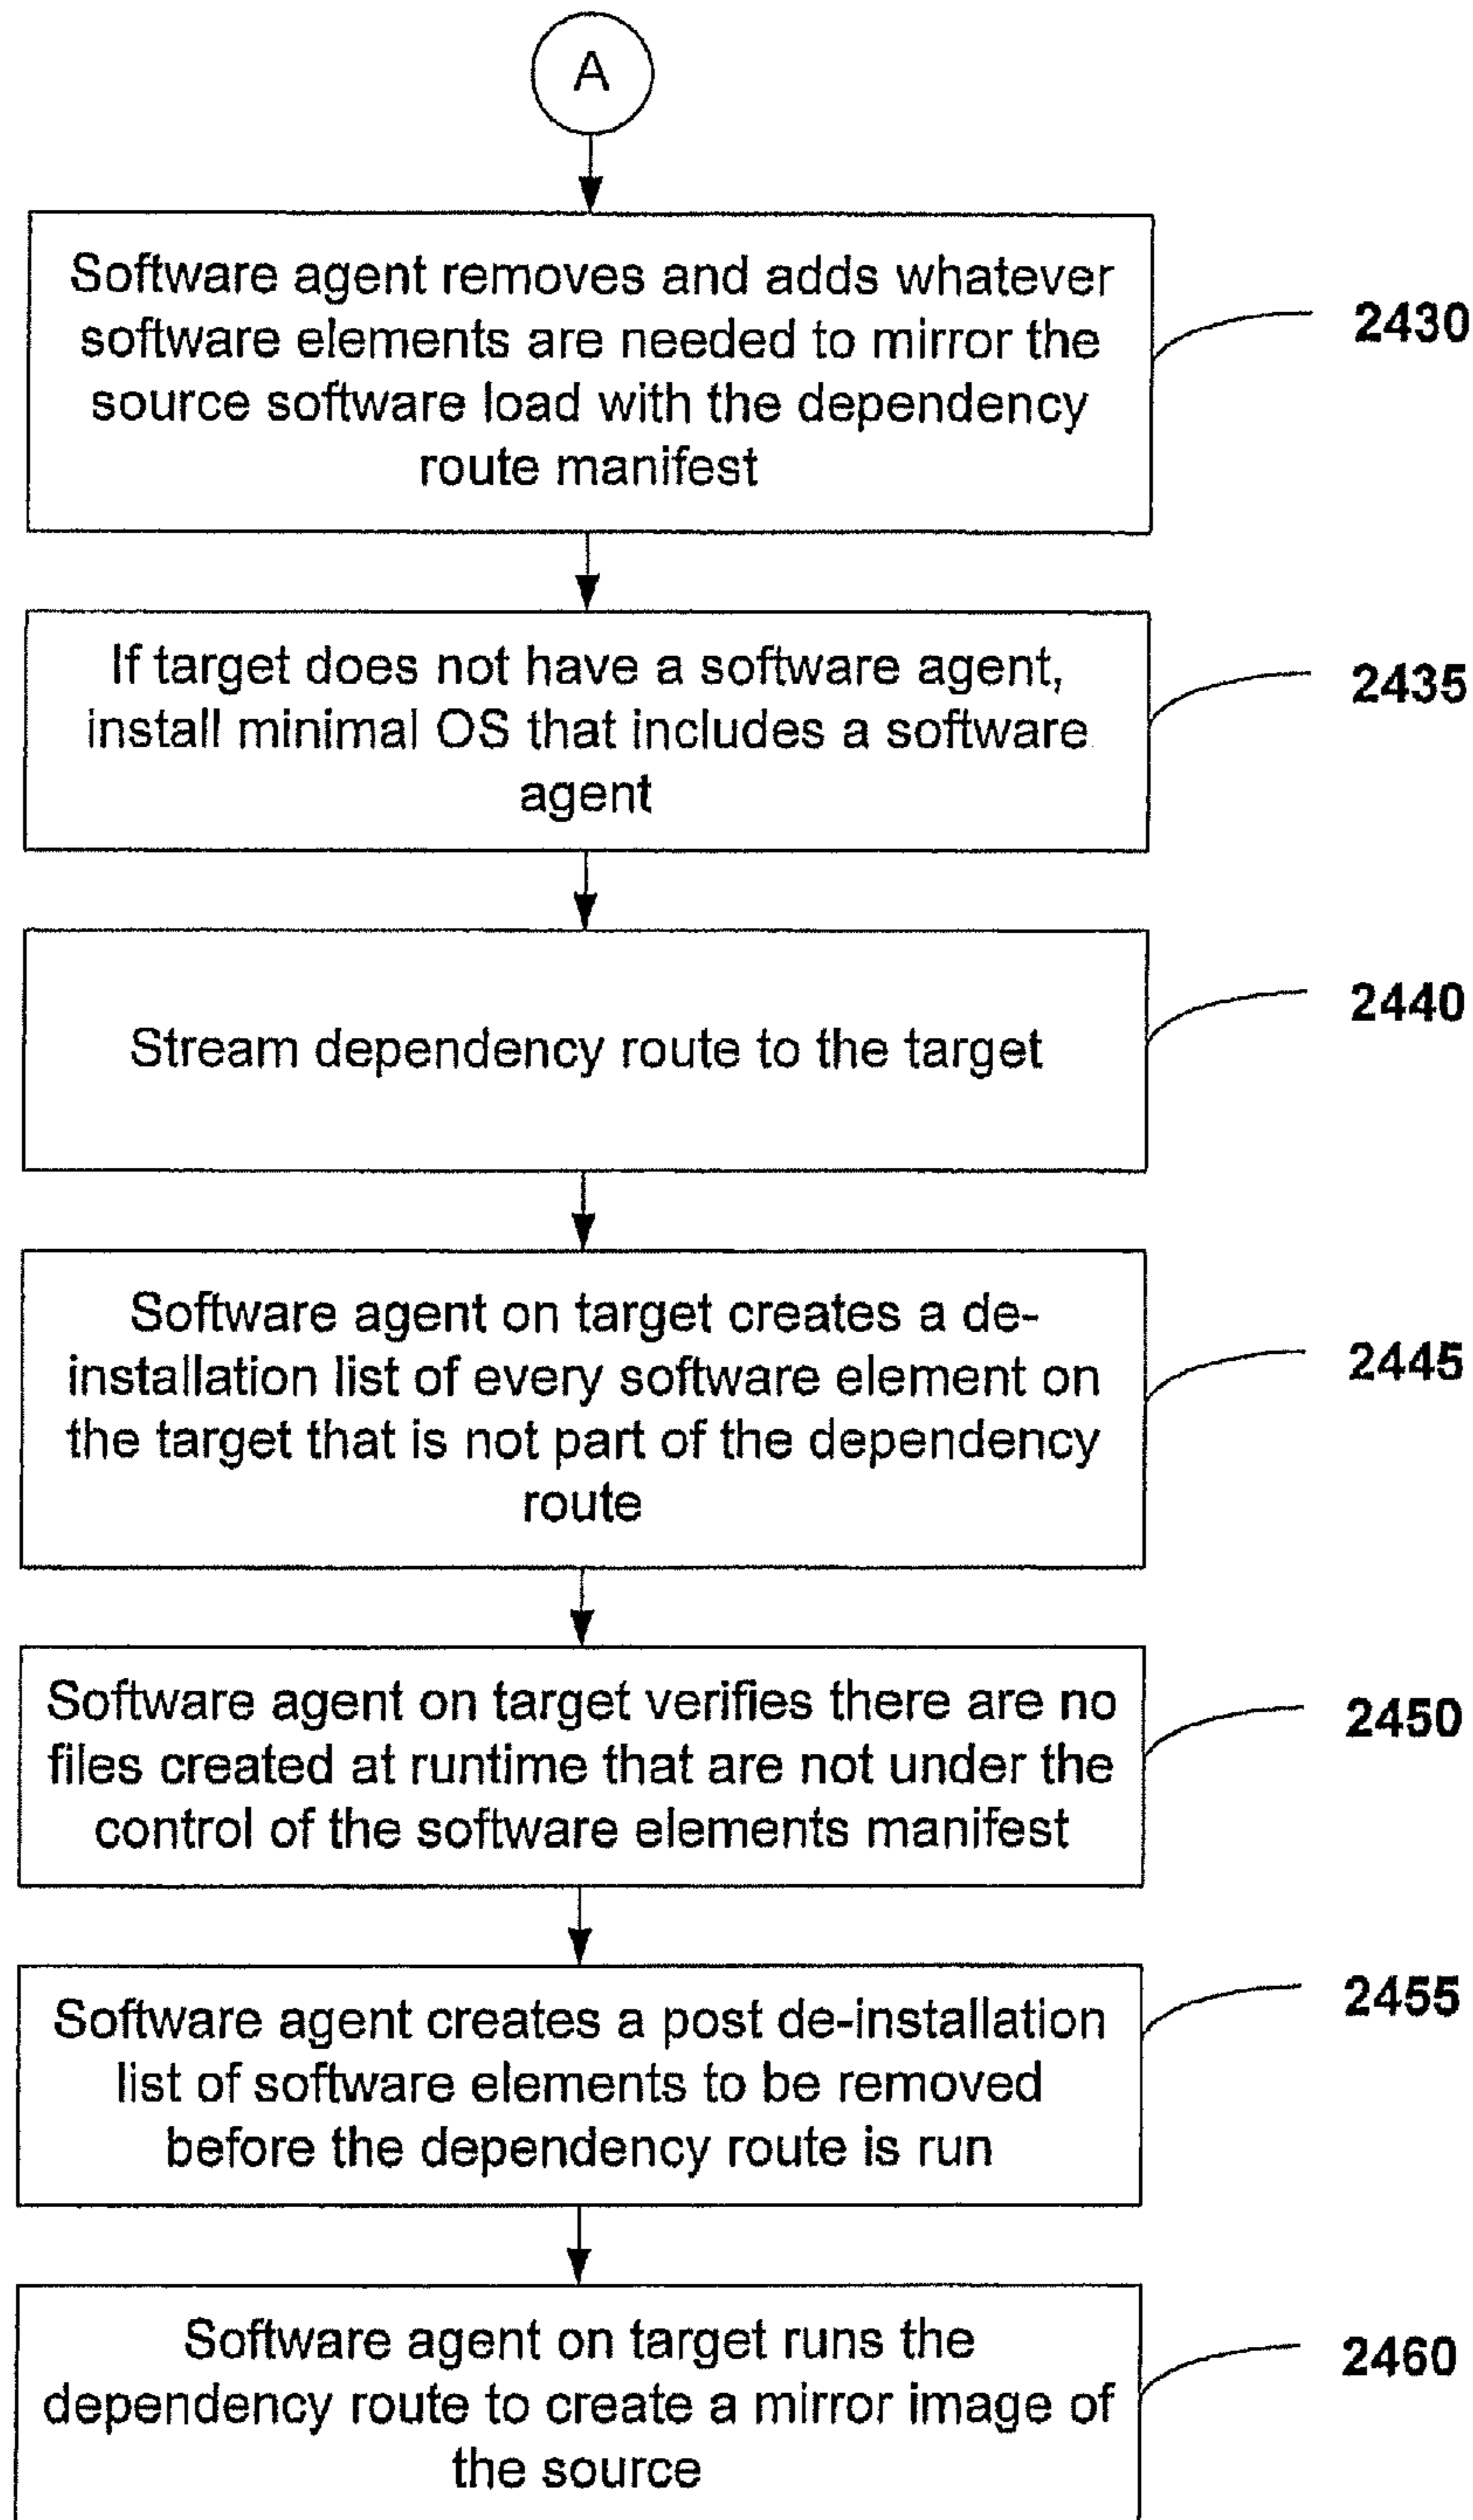 A
Software agent removes and adds whatever
software elements are needed to mirror the
source software load with the dependency
route manifest
2430
If target does not have a software agent,
install minimal OS that includes a software
agent
2435
Stream dependency route to the target
2440
Software agent on target creates a de-
installation list of every software element on
the target that is not part of the dependency
route
2445
Software agent on target verifies there are no
files created at runtime that are not under the
control of the software elements manifest
2450
Software agent creates a post de-installation
list of software elements to be removed
before the dependency route is run
2455
Software agent on target runs the
dependency route to create a mirror image of
the source
2460